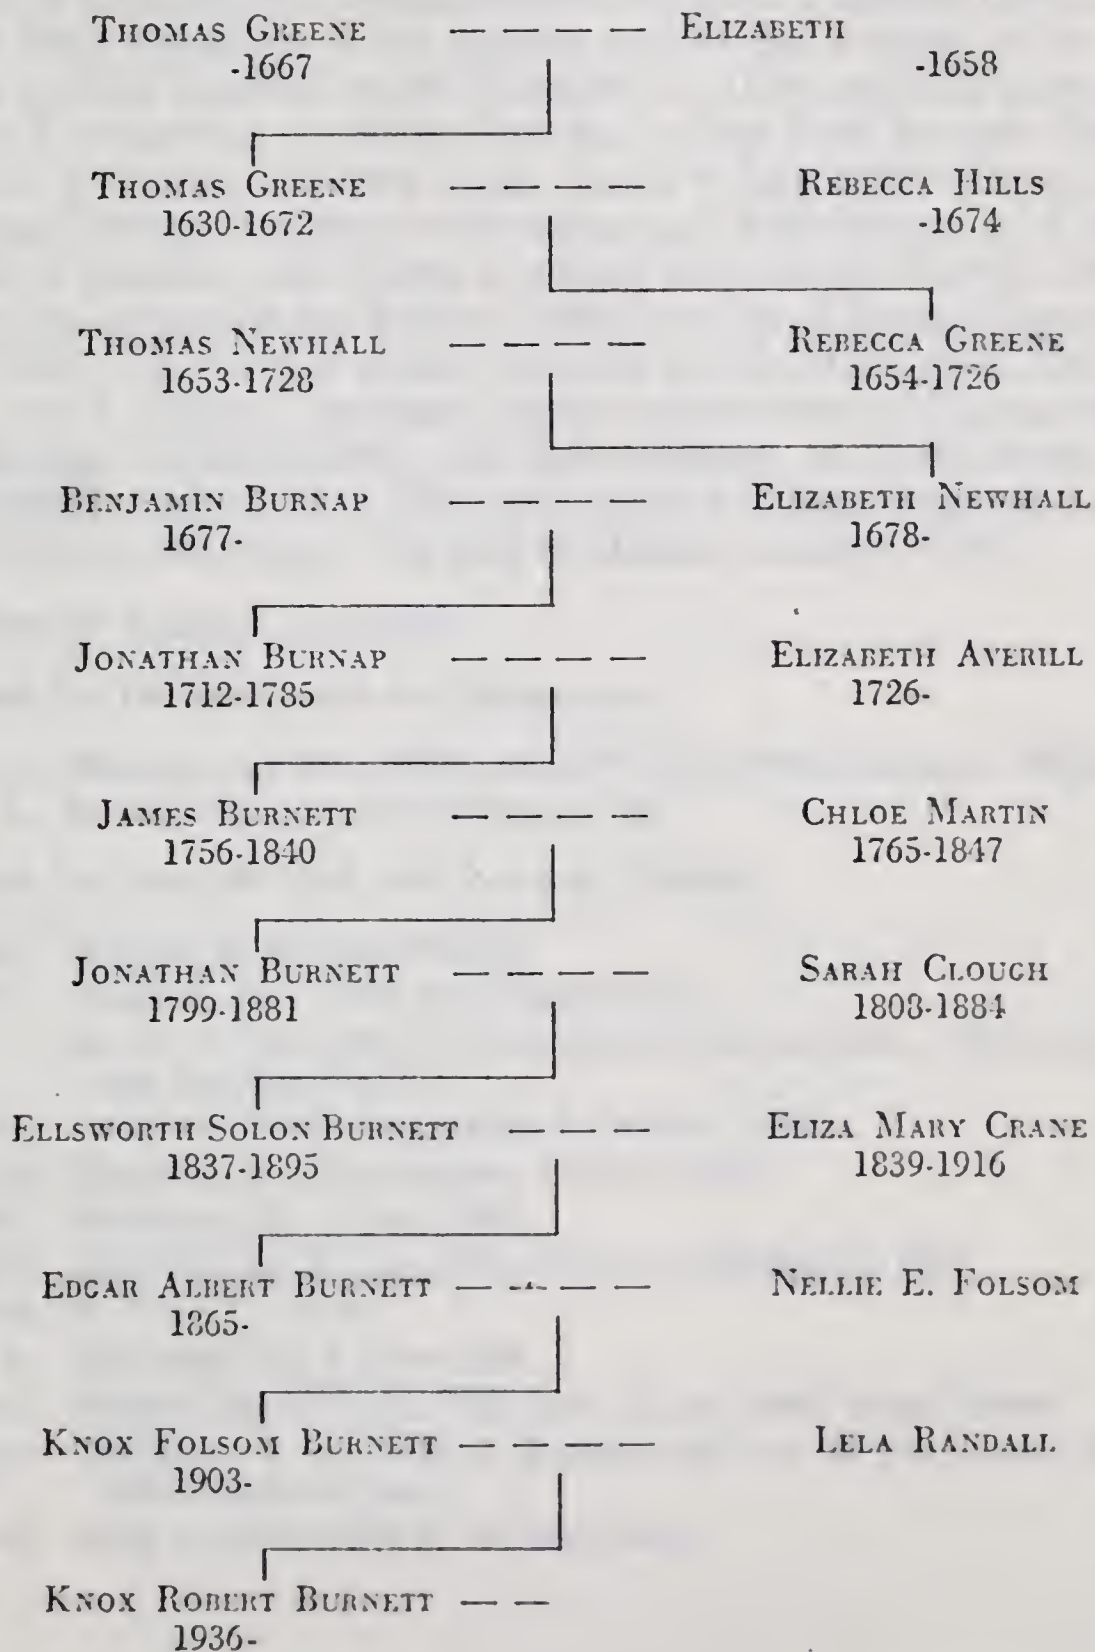 THOMAS GREENE — — — — ELIZABETH
-1667 -1658
THOMAS GREENE — — — — REBECCA HILLS
1630-1672 -1674
THOMAS NEWHALL — — — — REBECCA GREENE
1653-1728 1654-1726
BENJAMIN BURNAP — — — — ELIZABETH NEWHALL
1677- 1678-
JONATHAN BURNAP — — — — ELIZABETH AVERILL
1712-1785 1726-
JAMES BURNETT — — — — CHLOE MARTIN
1756-1840 1765-1847
JONATHAN BURNETT — — — — SARAH CLOUGH
1799-1881 1808-1884
ELLSWORTH SOLON BURNETT — — — ELIZA MARY CRANE
1837-1895 1839-1916
EDGAR ALBERT BURNETT — — — — NELLIE E. FOLSOM
1865-
KNOX FOLSOM BURNETT — — — — LELA RANDALL
1903-
KNOX ROBERT BURNETT — —
1936-